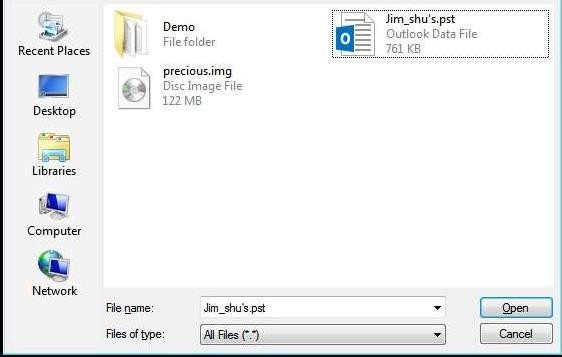 Recent Places
Desktop
Libraries
Computer
Network
Demo
File folder
Jim_shu's.pst
Outlook Data File
761 KB
precious.img
Disc Image File
122 MB
File name:
Jim_shu's.pst
Open
Files of type:
All Files (*.*)
Cancel